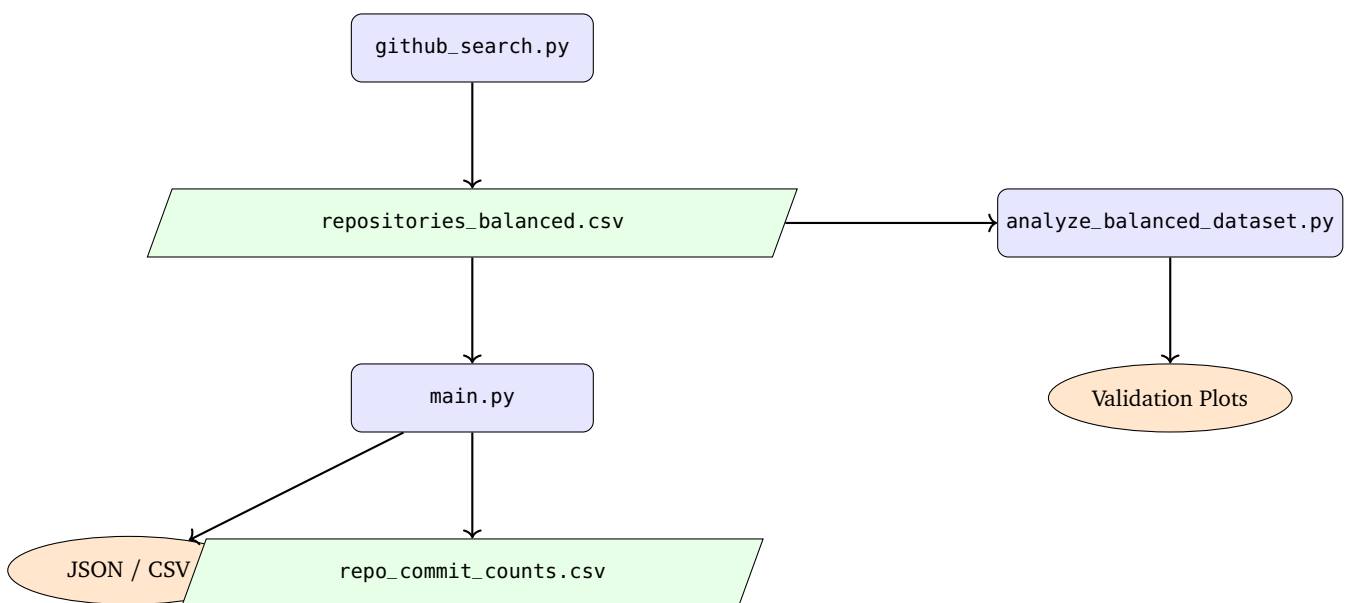 github_search.py
repositories_balanced.csv
analyze_balanced_dataset.py
main.py
Validation Plots
JSON / CSV
repo_commit_counts.csv